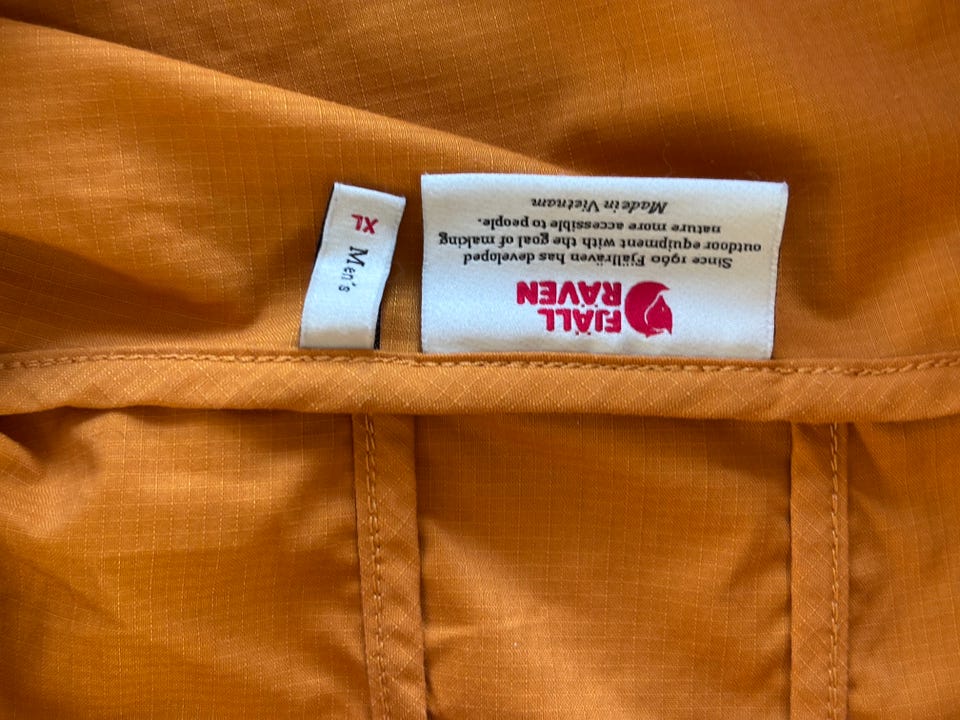 FJÄLL
RÄVEN
Since 1960 Fjällräven has developed
outdoor equipment with the goal of making
nature more accessible to people.
Made in Vietnam
XL
Men's